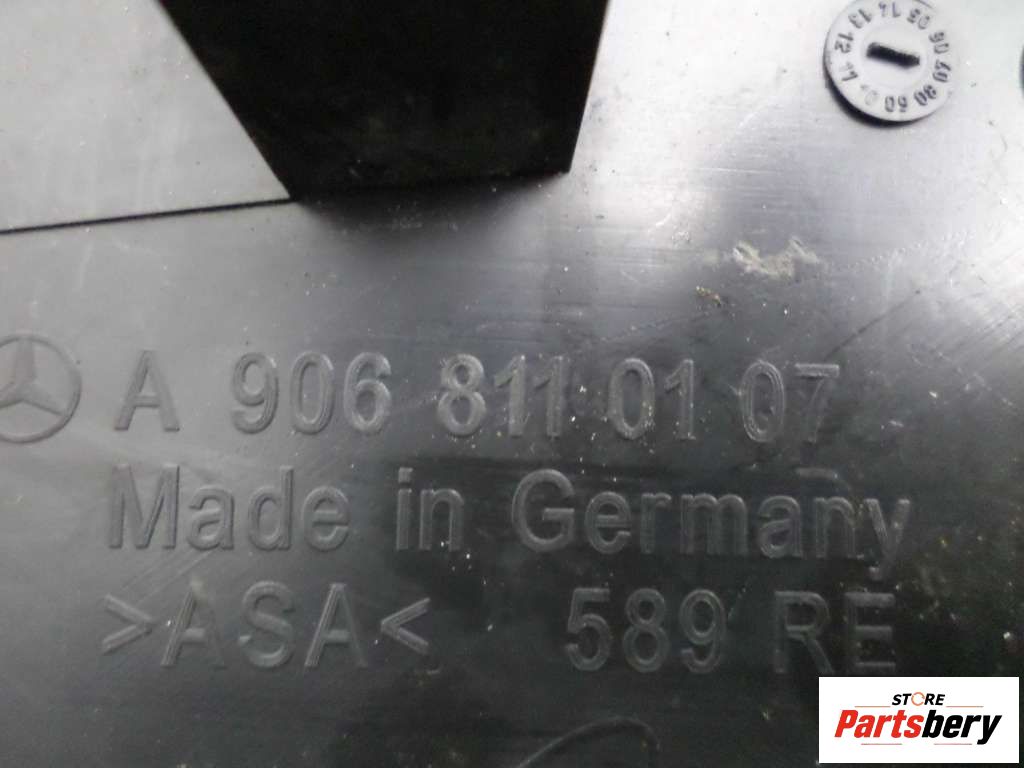 A 906 811 01 07
Made in Germany
>ASA< 589 RE
STORE
Partsbery